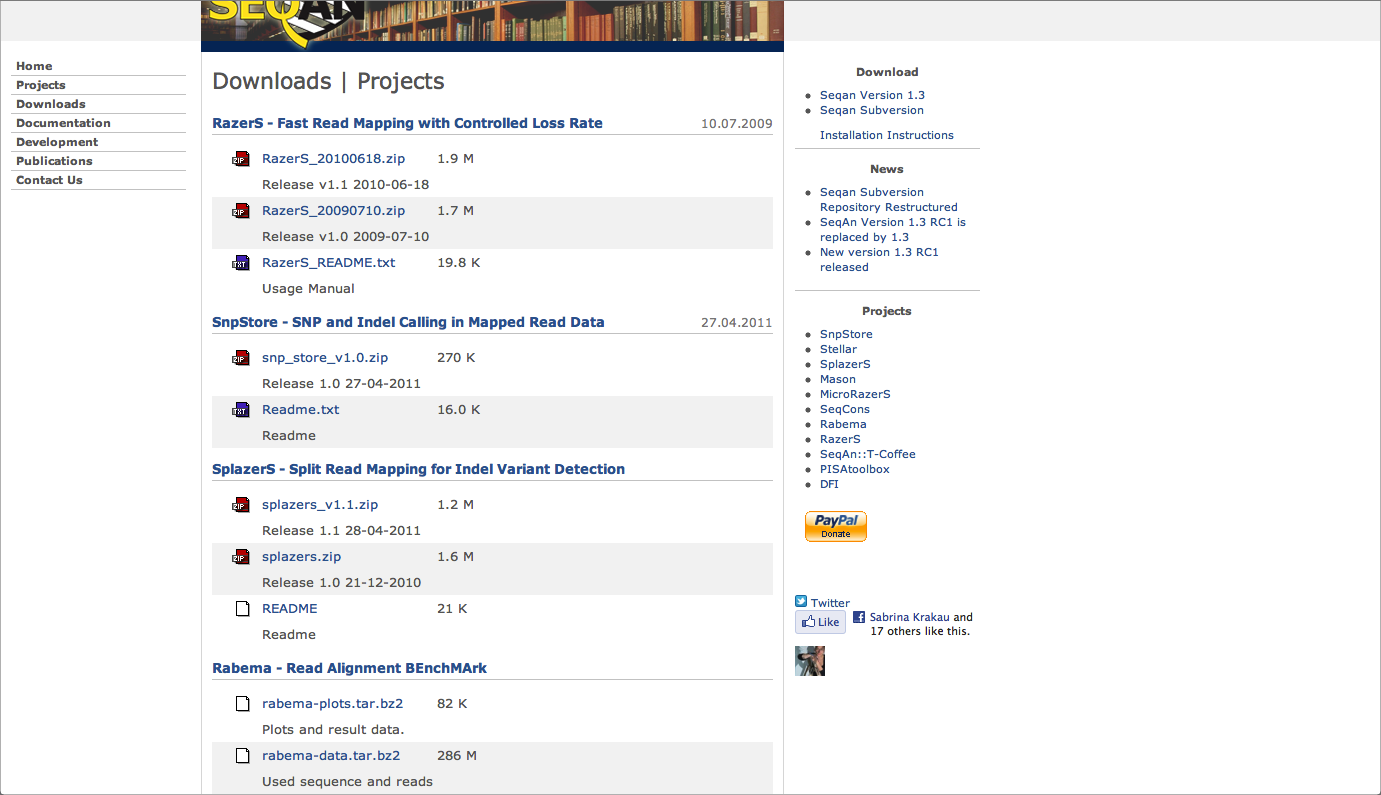 SEQAN
Home
Projects
Downloads
Documentation
Development
Publications
Contact Us
Downloads | Projects
RazerS - Fast Read Mapping with Controlled Loss Rate 10.07.2009
ZIP RazerS_20100618.zip 1.9 M
Release v1.1 2010-06-18
ZIP RazerS_20090710.zip 1.7 M
Release v1.0 2009-07-10
TXT RazerS_README.txt 19.8 K
Usage Manual
SnpStore - SNP and Indel Calling in Mapped Read Data 27.04.2011
ZIP snp_store_v1.0.zip 270 K
Release 1.0 27-04-2011
TXT Readme.txt 16.0 K
Readme
SplazerS - Split Read Mapping for Indel Variant Detection
ZIP splazers_v1.1.zip 1.2 M
Release 1.1 28-04-2011
ZIP splazers.zip 1.6 M
Release 1.0 21-12-2010
README 21 K
Readme
Rabema - Read Alignment BEnchMArk
rabema-plots.tar.bz2 82 K
Plots and result data.
rabema-data.tar.bz2 286 M
Used sequence and reads
Download
Seqan Version 1.3
Seqan Subversion
Installation Instructions
News
Seqan Subversion
Repository Restructured
SeqAn Version 1.3 RC1 is
replaced by 1.3
New version 1.3 RC1
released
Projects
SnpStore
Stellar
SplazerS
Mason
MicroRazerS
SeqCons
Rabema
RazerS
SeqAn::T-Coffee
PISAtoolbox
DFI
PayPal
Donate
Twitter
Like
Sabrina Krakau and
17 others like this.